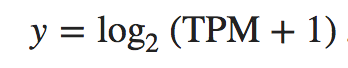 y = log₂ (TPM + 1)